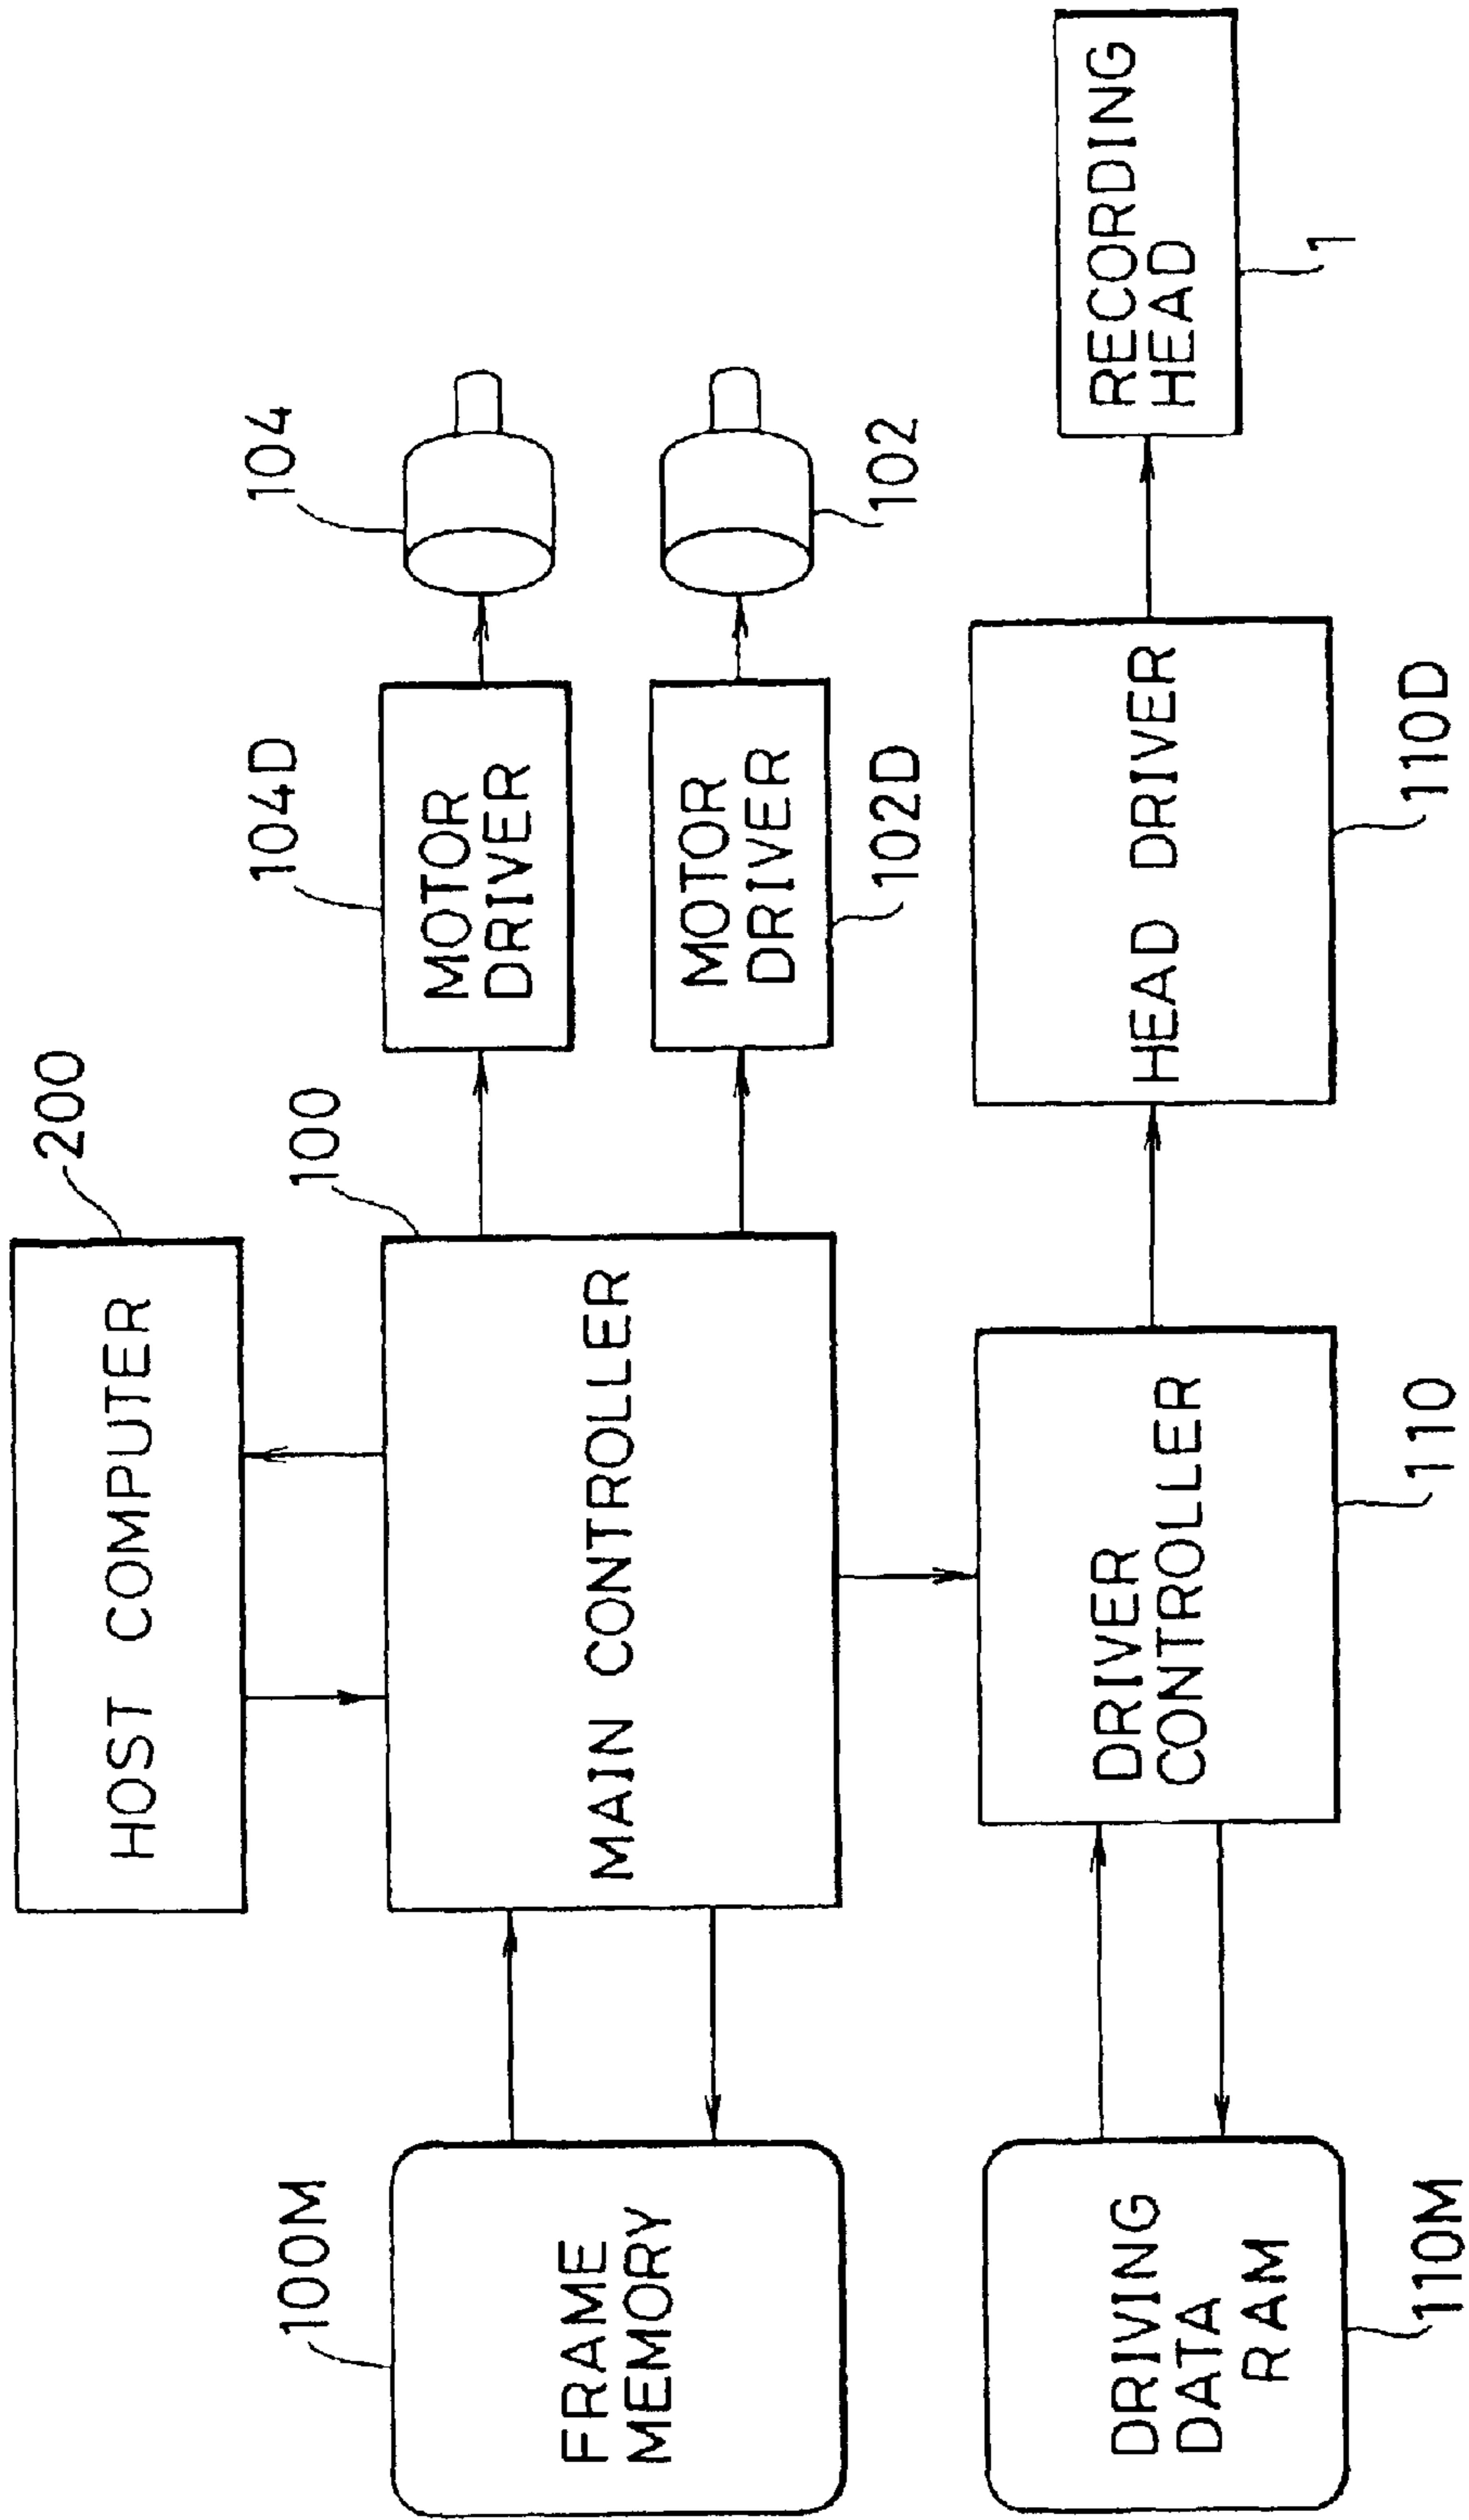 200
HOST COMPUTER
100M
FRAME
MEMORY
100
MAIN CONTROLLER
104D
MOTOR
DRIVER
104
MOTOR
DRIVER
102D
102
DRIVING
DATA
RAM
110M
DRIVER
CONTROLLER
110
HEAD DRIVER
110D
RECORDING
HEAD
1